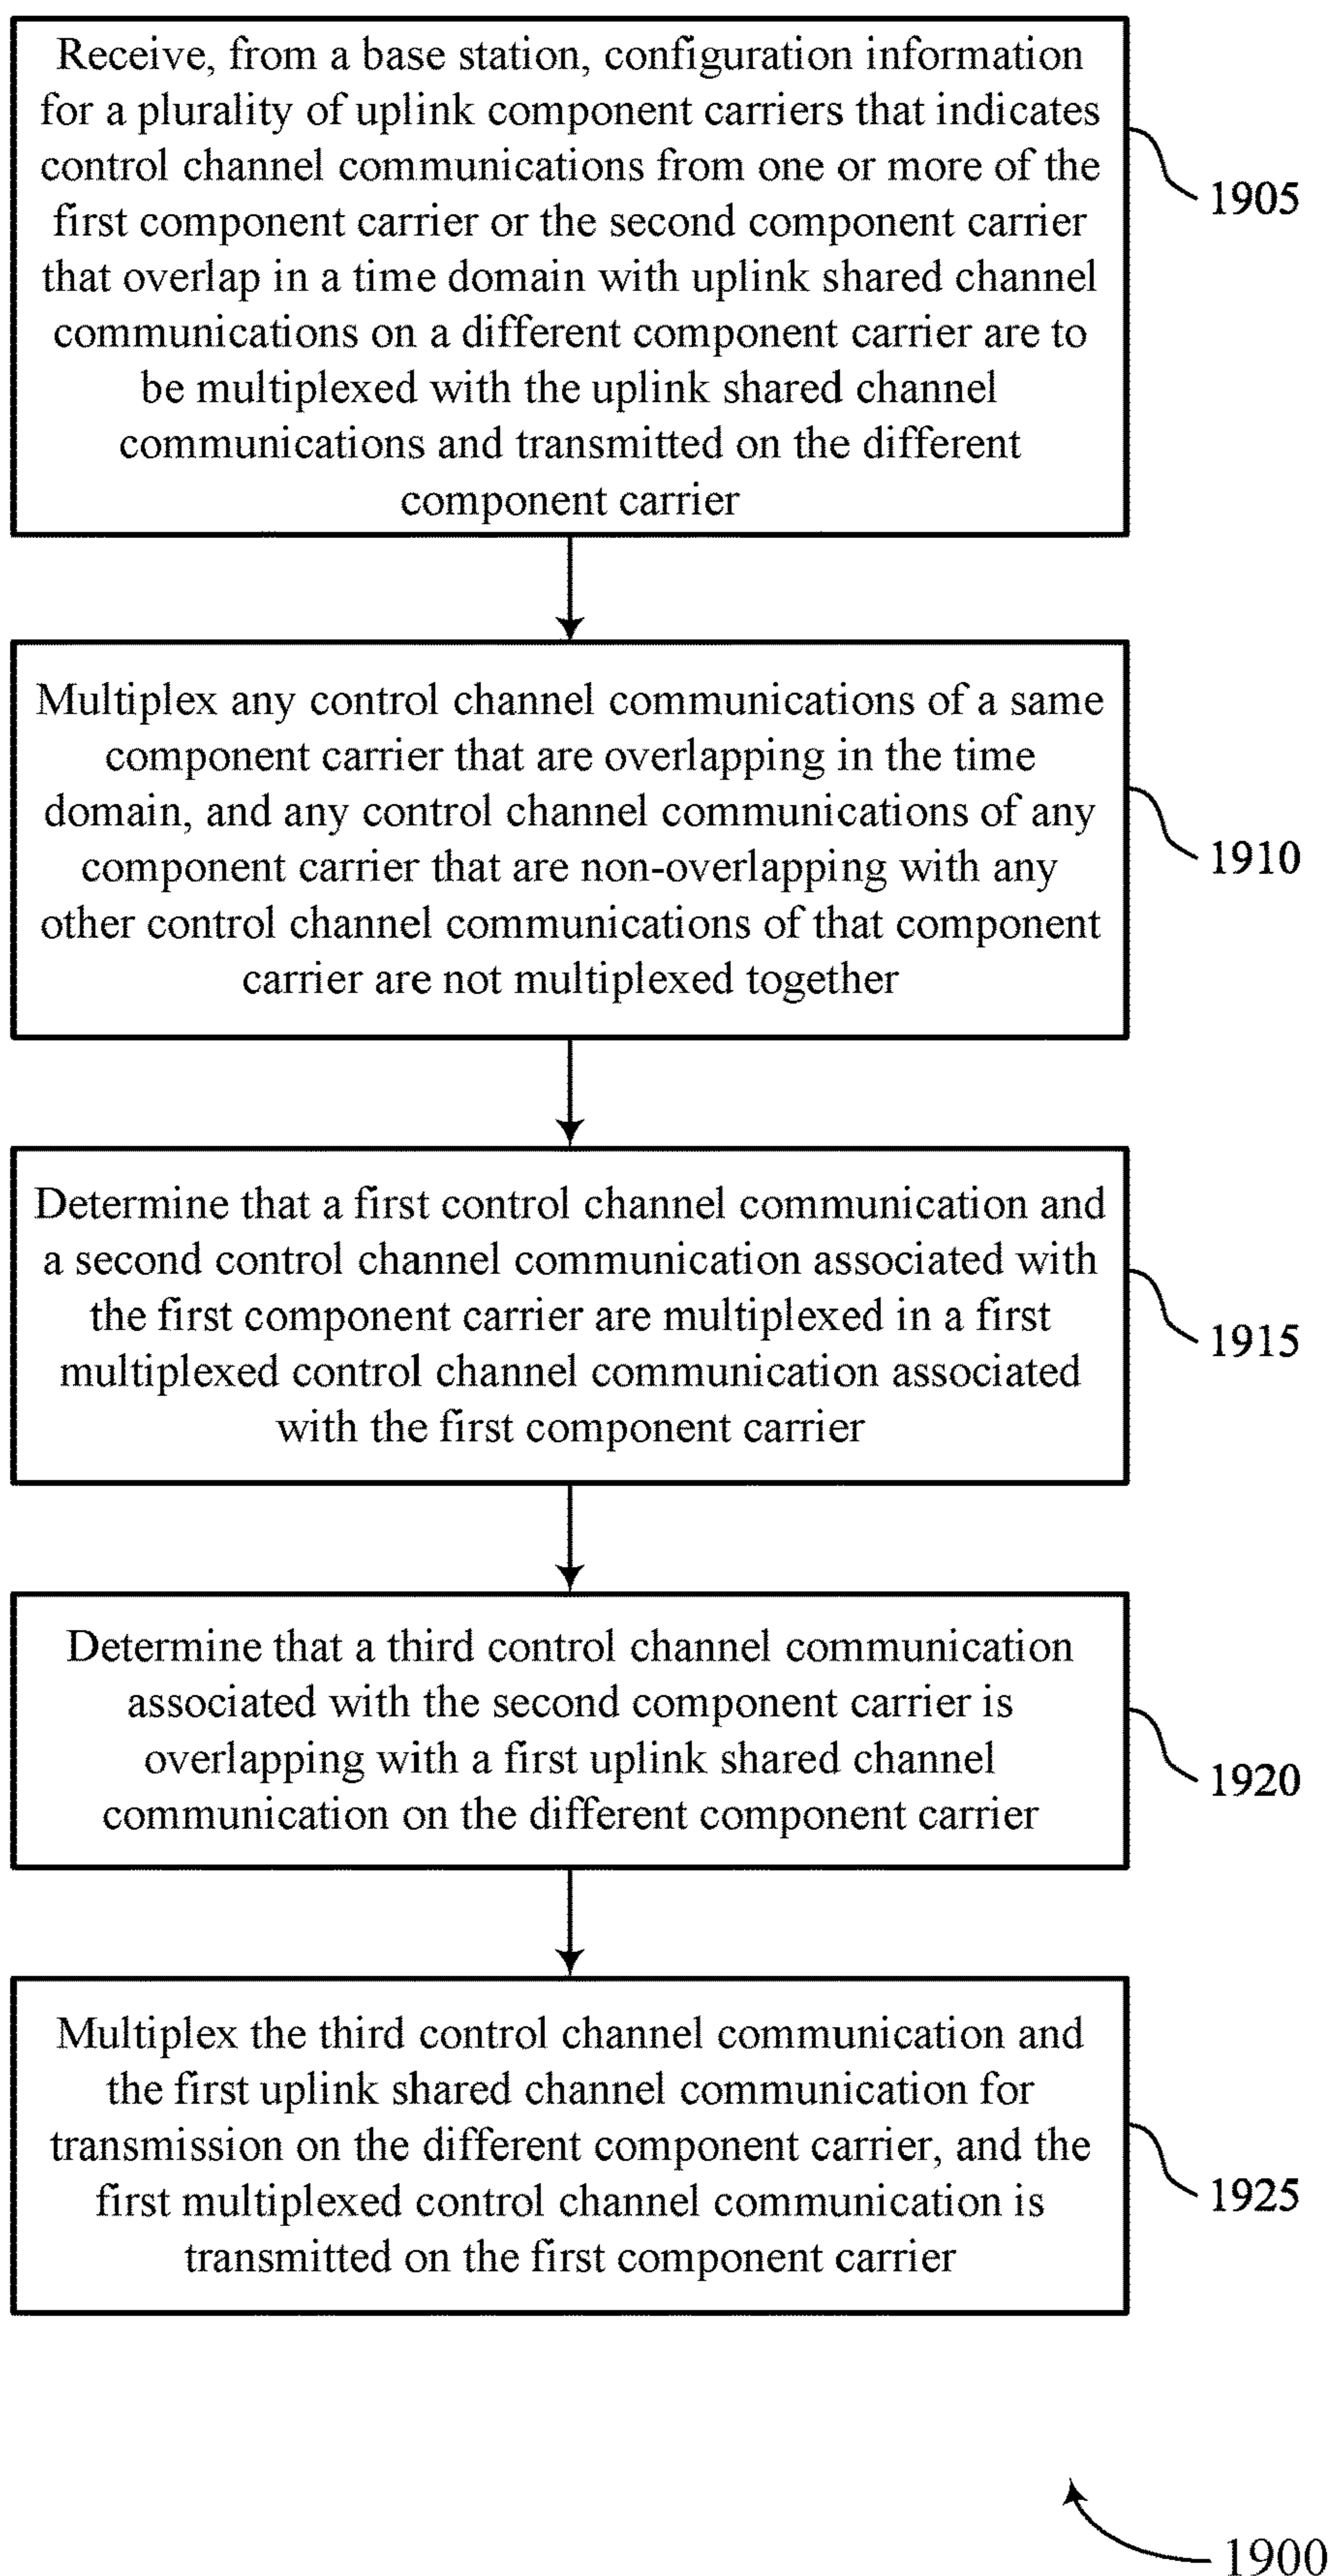 Receive, from a base station, configuration information
for a plurality of uplink component carriers that indicates
control channel communications from one or more of the
first component carrier or the second component carrier
that overlap in a time domain with uplink shared channel
communications on a different component carrier are to
be multiplexed with the uplink shared channel
communications and transmitted on the different
component carrier
1905
Multiplex any control channel communications of a same
component carrier that are overlapping in the time
domain, and any control channel communications of any
component carrier that are non-overlapping with any
other control channel communications of that component
carrier are not multiplexed together
1910
Determine that a first control channel communication and
a second control channel communication associated with
the first component carrier are multiplexed in a first
multiplexed control channel communication associated
with the first component carrier
1915
Determine that a third control channel communication
associated with the second component carrier is
overlapping with a first uplink shared channel
communication on the different component carrier
1920
Multiplex the third control channel communication and
the first uplink shared channel communication for
transmission on the different component carrier, and the
first multiplexed control channel communication is
transmitted on the first component carrier
1925
1900